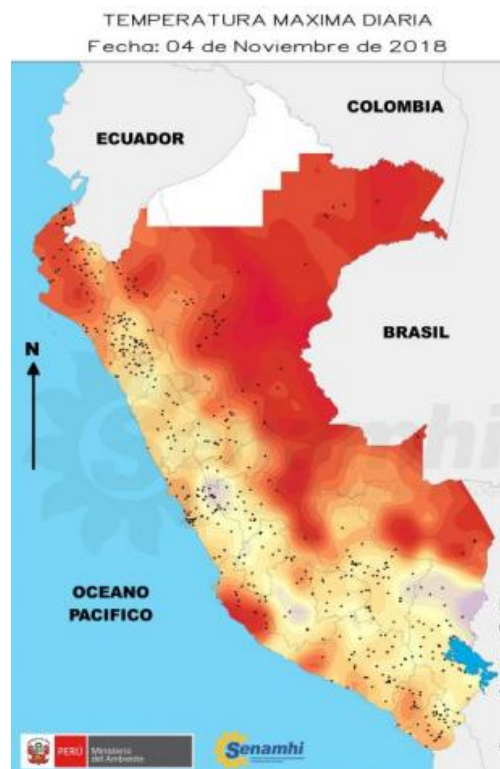 TEMPERATURA MAXIMA DIARIA
Fecha: 04 de Noviembre de 2018
COLOMBIA
ECUADOR
BRASIL
N
Senamhi
OCEANO
PACIFICO
PERÚ
Ministerio
del Ambiente
Senamhi